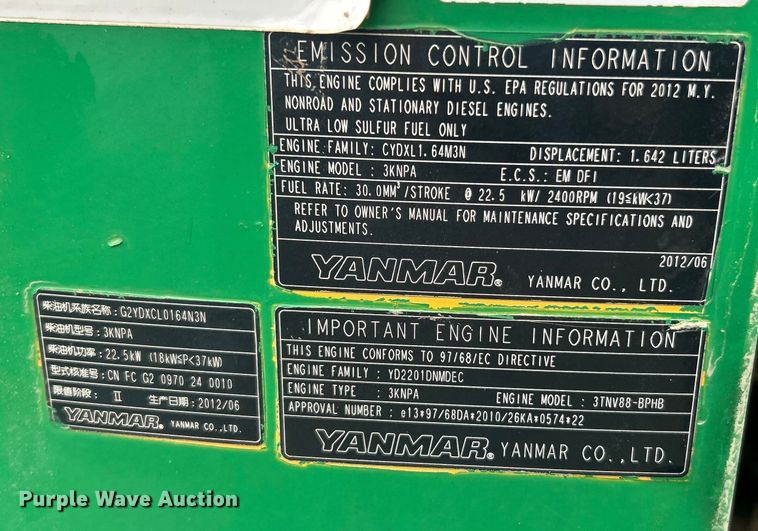 EMISSION CONTROL INFORMATION
THIS ENGINE COMPLIES WITH U.S. EPA REGULATIONS FOR 2012 M.Y.
NONROAD AND STATIONARY DIESEL ENGINES.
ULTRA LOW SULFUR FUEL ONLY
ENGINE FAMILY: CYDXL1.64M3N DISPLACEMENT: 1.642 LITERS
ENGINE MODEL : 3KNPA E.C.S.: EM DFI
FUEL RATE: 30.0MM³/STROKE @ 22.5 kW/ 2400RPM (19≦kW<37)
REFER TO OWNER'S MANUAL FOR MAINTENANCE SPECIFICATIONS AND
ADJUSTMENTS.
2012/06
YANMAR® YANMAR CO., LTD.
柴油机系族名称:G2YDXCL0164N3N
柴油机型号:3KNPA
柴油机功率:22.5kW (18kW≦P<37kW)
型式核准号:CN FC G2 0970 24 0010
限值阶段: Ⅱ 生产日期:2012/06
YANMAR® YANMAR CO.,LTD.
IMPORTANT ENGINE INFORMATION
THIS ENGINE CONFORMS TO 97/68/EC DIRECTIVE
ENGINE FAMILY : YD2201DNMDEC
ENGINE TYPE : 3KNPA ENGINE MODEL : 3TNV88-BPHB
APPROVAL NUMBER : e13*97/68DA*2010/26KA*0574*22
YANMAR® YANMAR CO.,LTD.
Purple Wave Auction